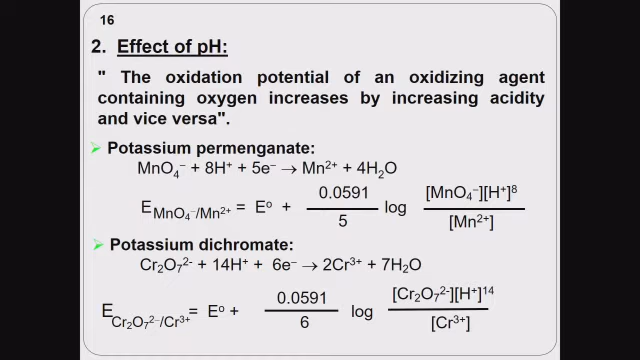 16
2. Effect of pH:
" The oxidation potential of an oxidizing agent
containing oxygen increases by increasing acidity
and vice versa".
Potassium permenganate:
MnO₄⁻ + 8H⁺ + 5e⁻ → Mn²⁺ + 4H₂O
E MnO₄⁻/Mn²⁺ = Eº + 0.0591/5 log [MnO₄⁻][H⁺]⁸/[Mn²⁺]
Potassium dichromate:
Cr₂O₇²⁻ + 14H⁺ + 6e⁻ → 2Cr³⁺ + 7H₂O
E Cr₂O₇²⁻/Cr³⁺ = Eº + 0.0591/6 log [Cr₂O₇²⁻][H⁺]¹⁴/[Cr³⁺]